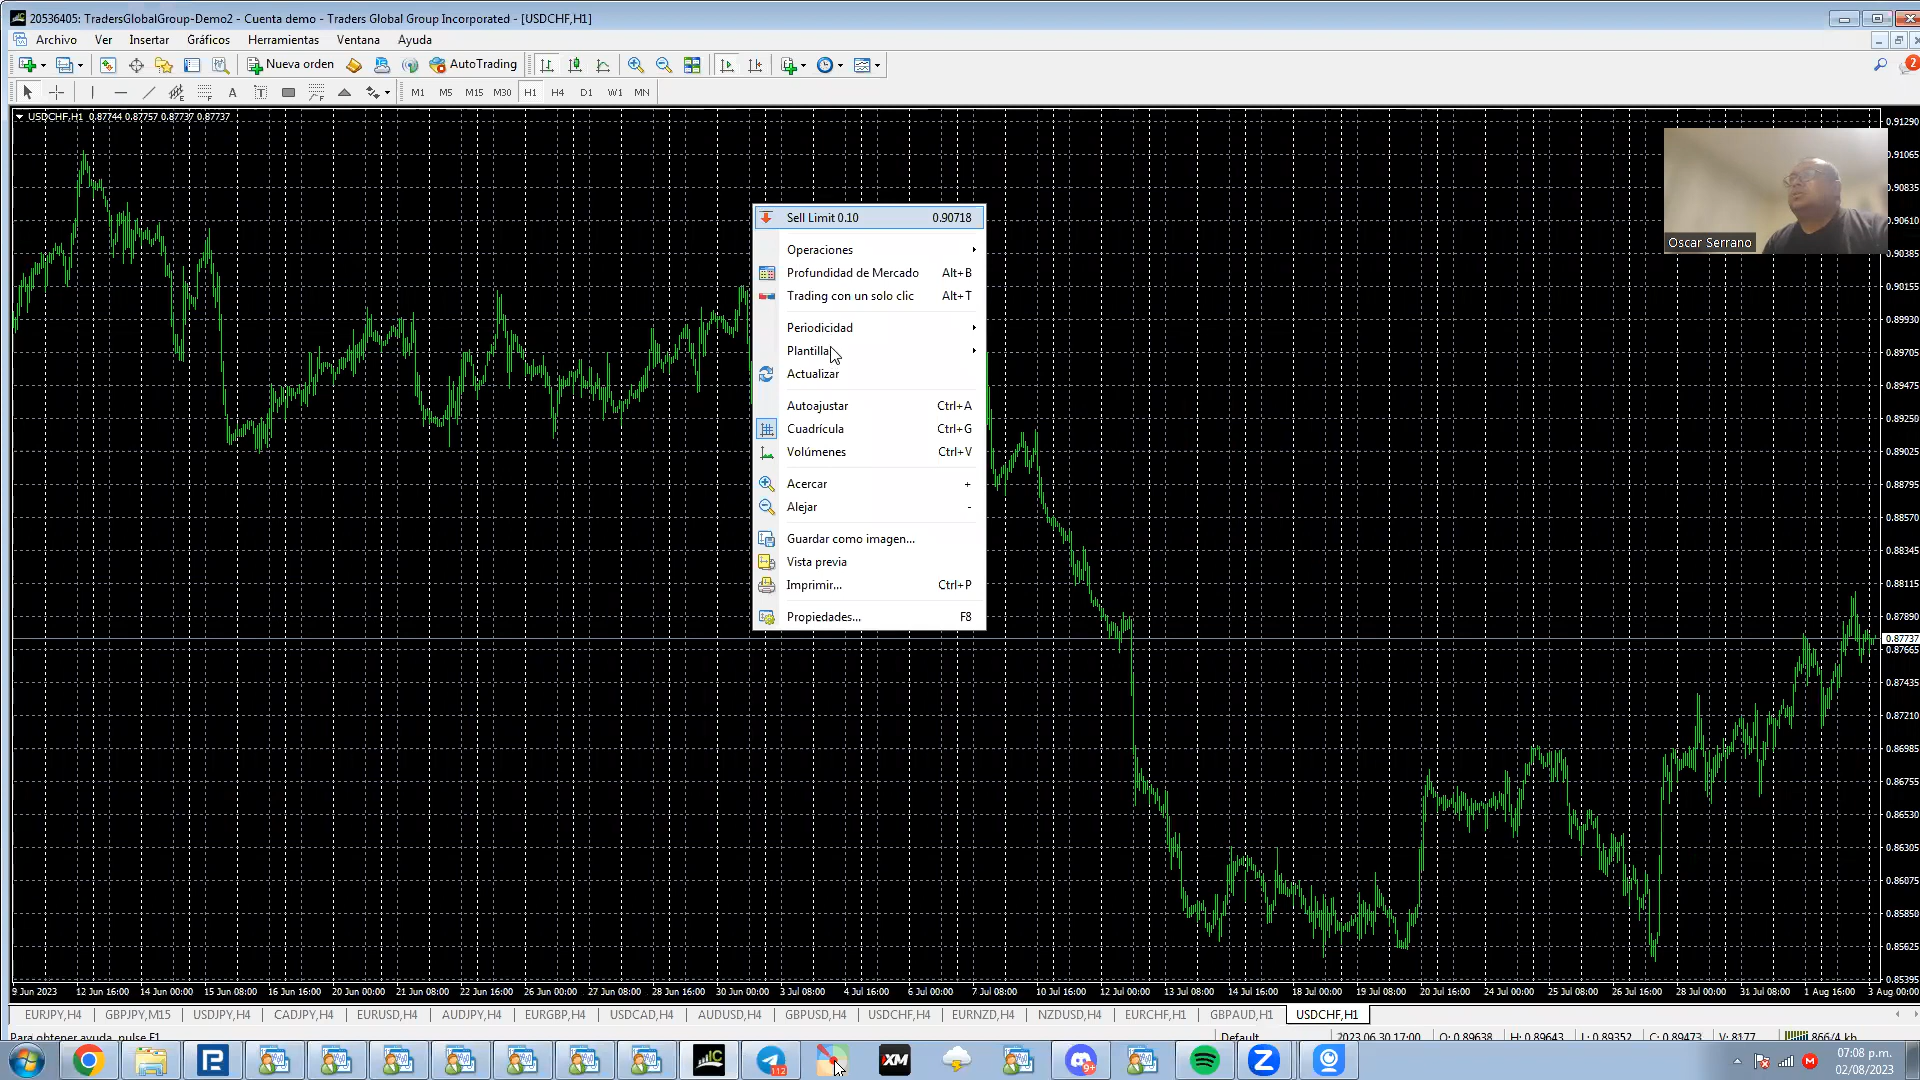 20536405: TradersGlobalGroup-Demo2 - Cuenta demo - Traders Global Group Incorporated - [USDCHF,H1]
Archivo Ver Insertar Gráficos Herramientas Ventana Ayuda
Nueva orden AutoTrading 2
A T F M1 M5 M15 M30 H1 H4 D1 W1 MN
USDCHF,H1 0.87744 0.87757 0.87737 0.87737
0.91290
0.91065
0.90835
0.90610
0.90385
0.90155
0.89930
0.89705
0.89475
0.89250
0.89025
0.88795
0.88570
0.88345
0.88115
0.87890
0.87737
0.87665
0.87435
0.87210
0.86985
0.86755
0.86530
0.86305
0.86075
0.85850
0.85625
0.85395
Oscar Serrano
Sell Limit 0.10 0.90718
Operaciones
Profundidad de Mercado Alt+B
Trading con un solo clic Alt+T
Periodicidad
Plantilla
Actualizar
Autoajustar Ctrl+A
Cuadrícula Ctrl+G
Volúmenes Ctrl+V
Acercar +
Alejar -
Guardar como imagen...
Vista previa
Imprimir... Ctrl+P
Propiedades... F8
9 Jun 2023 12 Jun 16:00 14 Jun 00:00 15 Jun 08:00 16 Jun 16:00 20 Jun 00:00 21 Jun 08:00 22 Jun 16:00 26 Jun 00:00 27 Jun 08:00 28 Jun 16:00 30 Jun 00:00 3 Jul 08:00 4 Jul 16:00 6 Jul 00:00 7 Jul 08:00 10 Jul 16:00 12 Jul 00:00 13 Jul 08:00 14 Jul 16:00 18 Jul 00:00 19 Jul 08:00 20 Jul 16:00 24 Jul 00:00 25 Jul 08:00 26 Jul 16:00 28 Jul 00:00 31 Jul 08:00 1 Aug 16:00 3 Aug 00:00
EURJPY,H4 GBPJPY,M15 USDJPY,H4 CADJPY,H4 EURUSD,H4 AUDJPY,H4 EURGBP,H4 USDCAD,H4 AUDUSD,H4 GBPUSD,H4 USDCHF,H4 EURNZD,H4 NZDUSD,H4 EURCHF,H1 GBPAUD,H1 USDCHF,H1
Para obtener ayuda, pulse F1 Default 2023.06.30 17:00 O: 0.89638 H: 0.89643 L: 0.89352 C: 0.89473 V: 8177 866/4 kb
112 XM 9+ 07:08 p.m.
02/08/2023